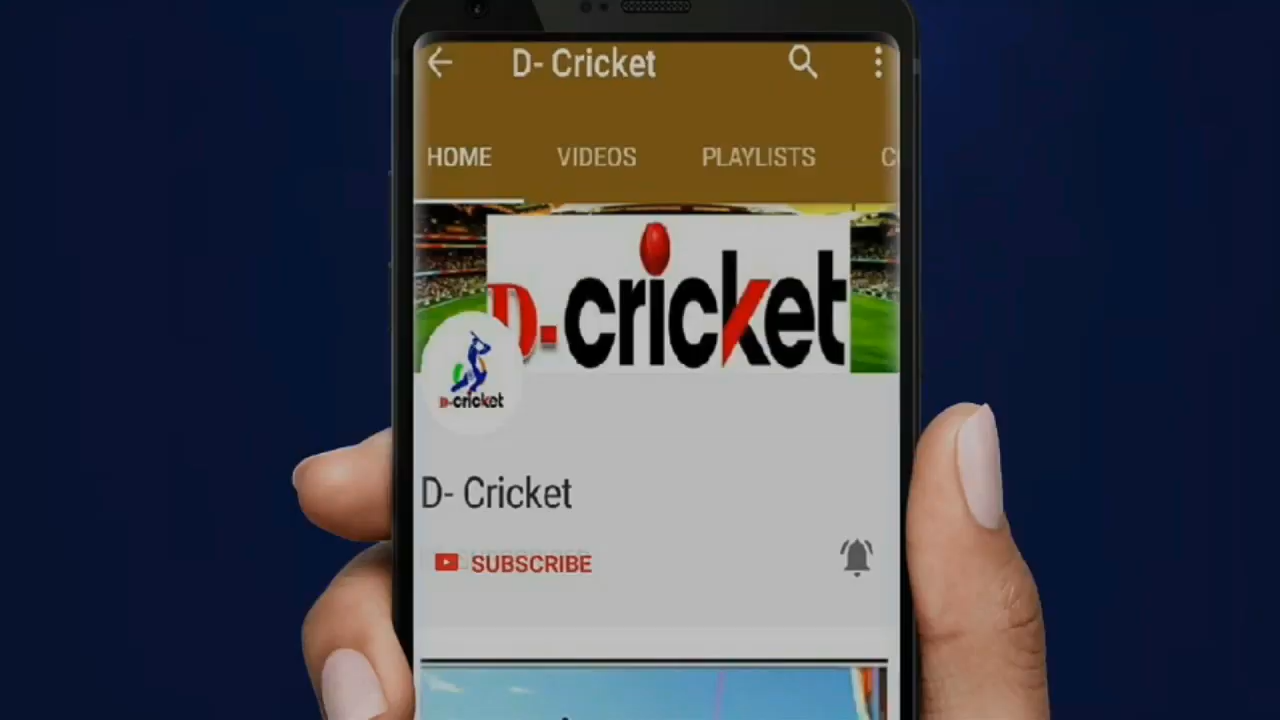 D- Cricket
HOME VIDEOS PLAYLISTS
D-cricket
D-cricket
D- Cricket
SUBSCRIBE